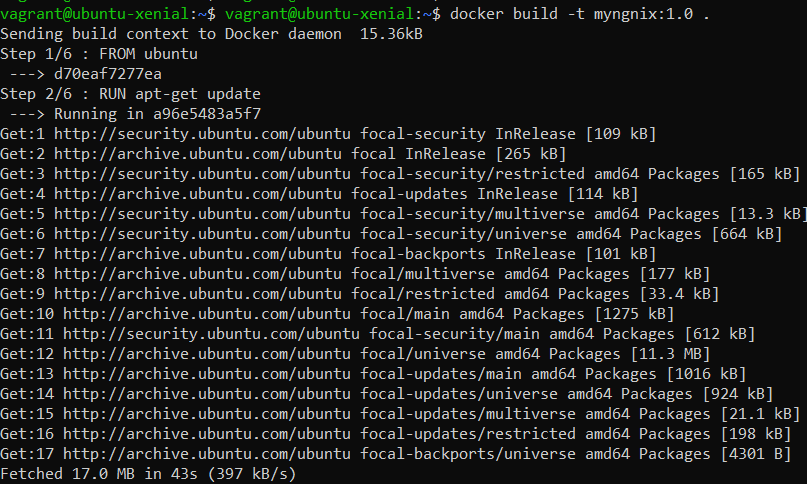 vagrant@ubuntu-xenial:~$ vagrant@ubuntu-xenial:~$ docker build -t myngnix:1.0 .
Sending build context to Docker daemon  15.36kB
Step 1/6 : FROM ubuntu
 ---> d70eaf7277ea
Step 2/6 : RUN apt-get update
 ---> Running in a96e5483a5f7
Get:1 http://security.ubuntu.com/ubuntu focal-security InRelease [109 kB]
Get:2 http://archive.ubuntu.com/ubuntu focal InRelease [265 kB]
Get:3 http://security.ubuntu.com/ubuntu focal-security/restricted amd64 Packages [165 kB]
Get:4 http://archive.ubuntu.com/ubuntu focal-updates InRelease [114 kB]
Get:5 http://security.ubuntu.com/ubuntu focal-security/multiverse amd64 Packages [13.3 kB]
Get:6 http://security.ubuntu.com/ubuntu focal-security/universe amd64 Packages [664 kB]
Get:7 http://archive.ubuntu.com/ubuntu focal-backports InRelease [101 kB]
Get:8 http://archive.ubuntu.com/ubuntu focal/multiverse amd64 Packages [177 kB]
Get:9 http://archive.ubuntu.com/ubuntu focal/restricted amd64 Packages [33.4 kB]
Get:10 http://archive.ubuntu.com/ubuntu focal/main amd64 Packages [1275 kB]
Get:11 http://security.ubuntu.com/ubuntu focal-security/main amd64 Packages [612 kB]
Get:12 http://archive.ubuntu.com/ubuntu focal/universe amd64 Packages [11.3 MB]
Get:13 http://archive.ubuntu.com/ubuntu focal-updates/main amd64 Packages [1016 kB]
Get:14 http://archive.ubuntu.com/ubuntu focal-updates/universe amd64 Packages [924 kB]
Get:15 http://archive.ubuntu.com/ubuntu focal-updates/multiverse amd64 Packages [21.1 kB]
Get:16 http://archive.ubuntu.com/ubuntu focal-updates/restricted amd64 Packages [198 kB]
Get:17 http://archive.ubuntu.com/ubuntu focal-backports/universe amd64 Packages [4301 B]
Fetched 17.0 MB in 43s (397 kB/s)